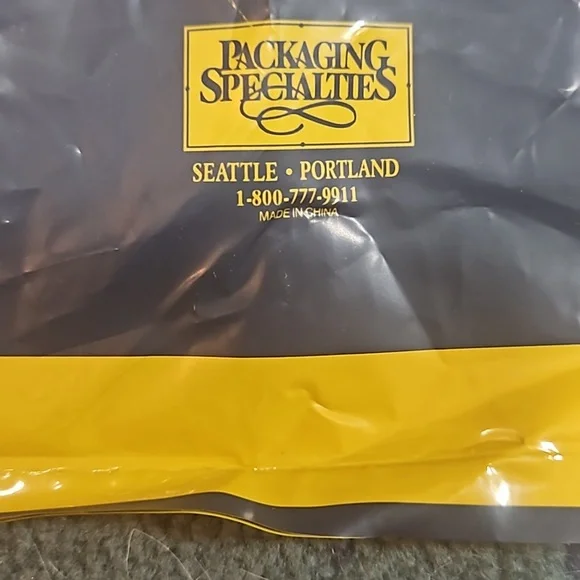 PACKAGING
SPECIALTIES
SEATTLE • PORTLAND
1-800-777-9911
MADE IN CHINA